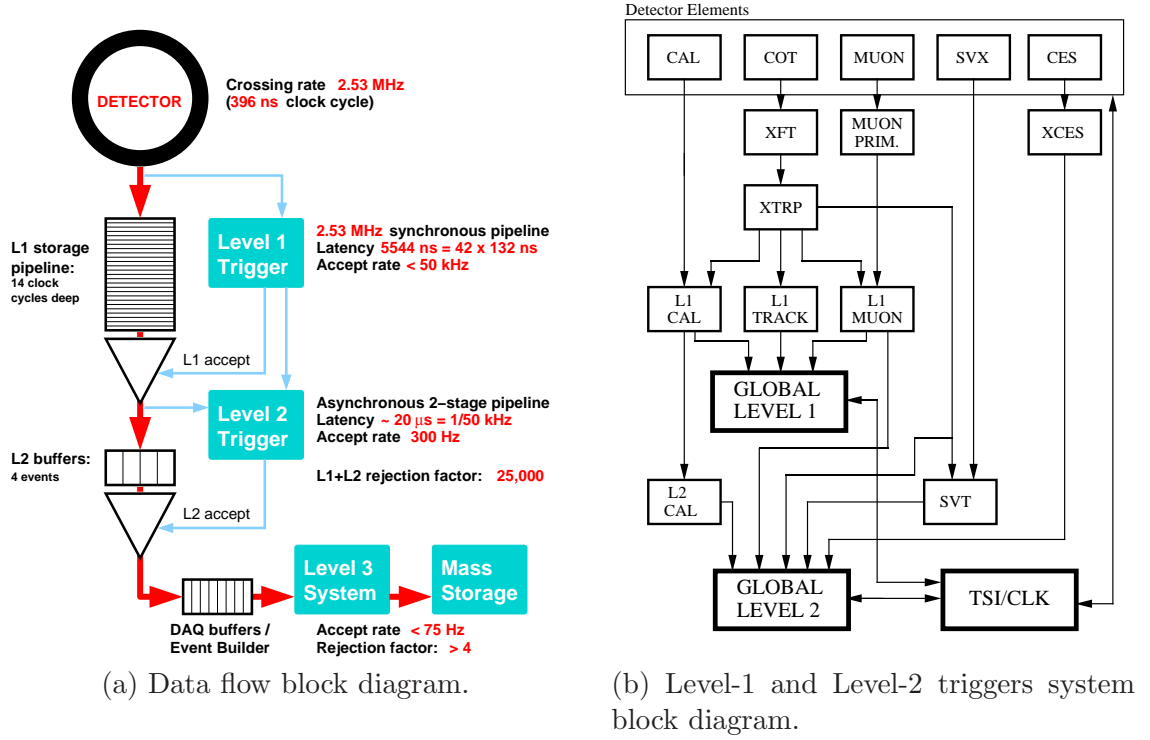 DETECTOR
Crossing rate 2.53 MHz
(396 ns clock cycle)
L1 storage
pipeline:
14 clock
cycles deep
Level 1
Trigger
2.53 MHz synchronous pipeline
Latency 5544 ns = 42 x 132 ns
Accept rate < 50 kHz
L1 accept
Level 2
Trigger
Asynchronous 2−stage pipeline
Latency ~ 20 µs = 1/50 kHz
Accept rate 300 Hz
L2 buffers:
4 events
L1+L2 rejection factor: 25,000
L2 accept
Level 3
System
Mass
Storage
DAQ buffers /
Event Builder
Accept rate < 75 Hz
Rejection factor: > 4
(a) Data flow block diagram.
Detector Elements
CAL
COT
MUON
SVX
CES
XFT
MUON
PRIM.
XCES
XTRP
L1
CAL
L1
TRACK
L1
MUON
GLOBAL
LEVEL 1
L2
CAL
SVT
GLOBAL
LEVEL 2
TSI/CLK
(b) Level-1 and Level-2 triggers system
block diagram.